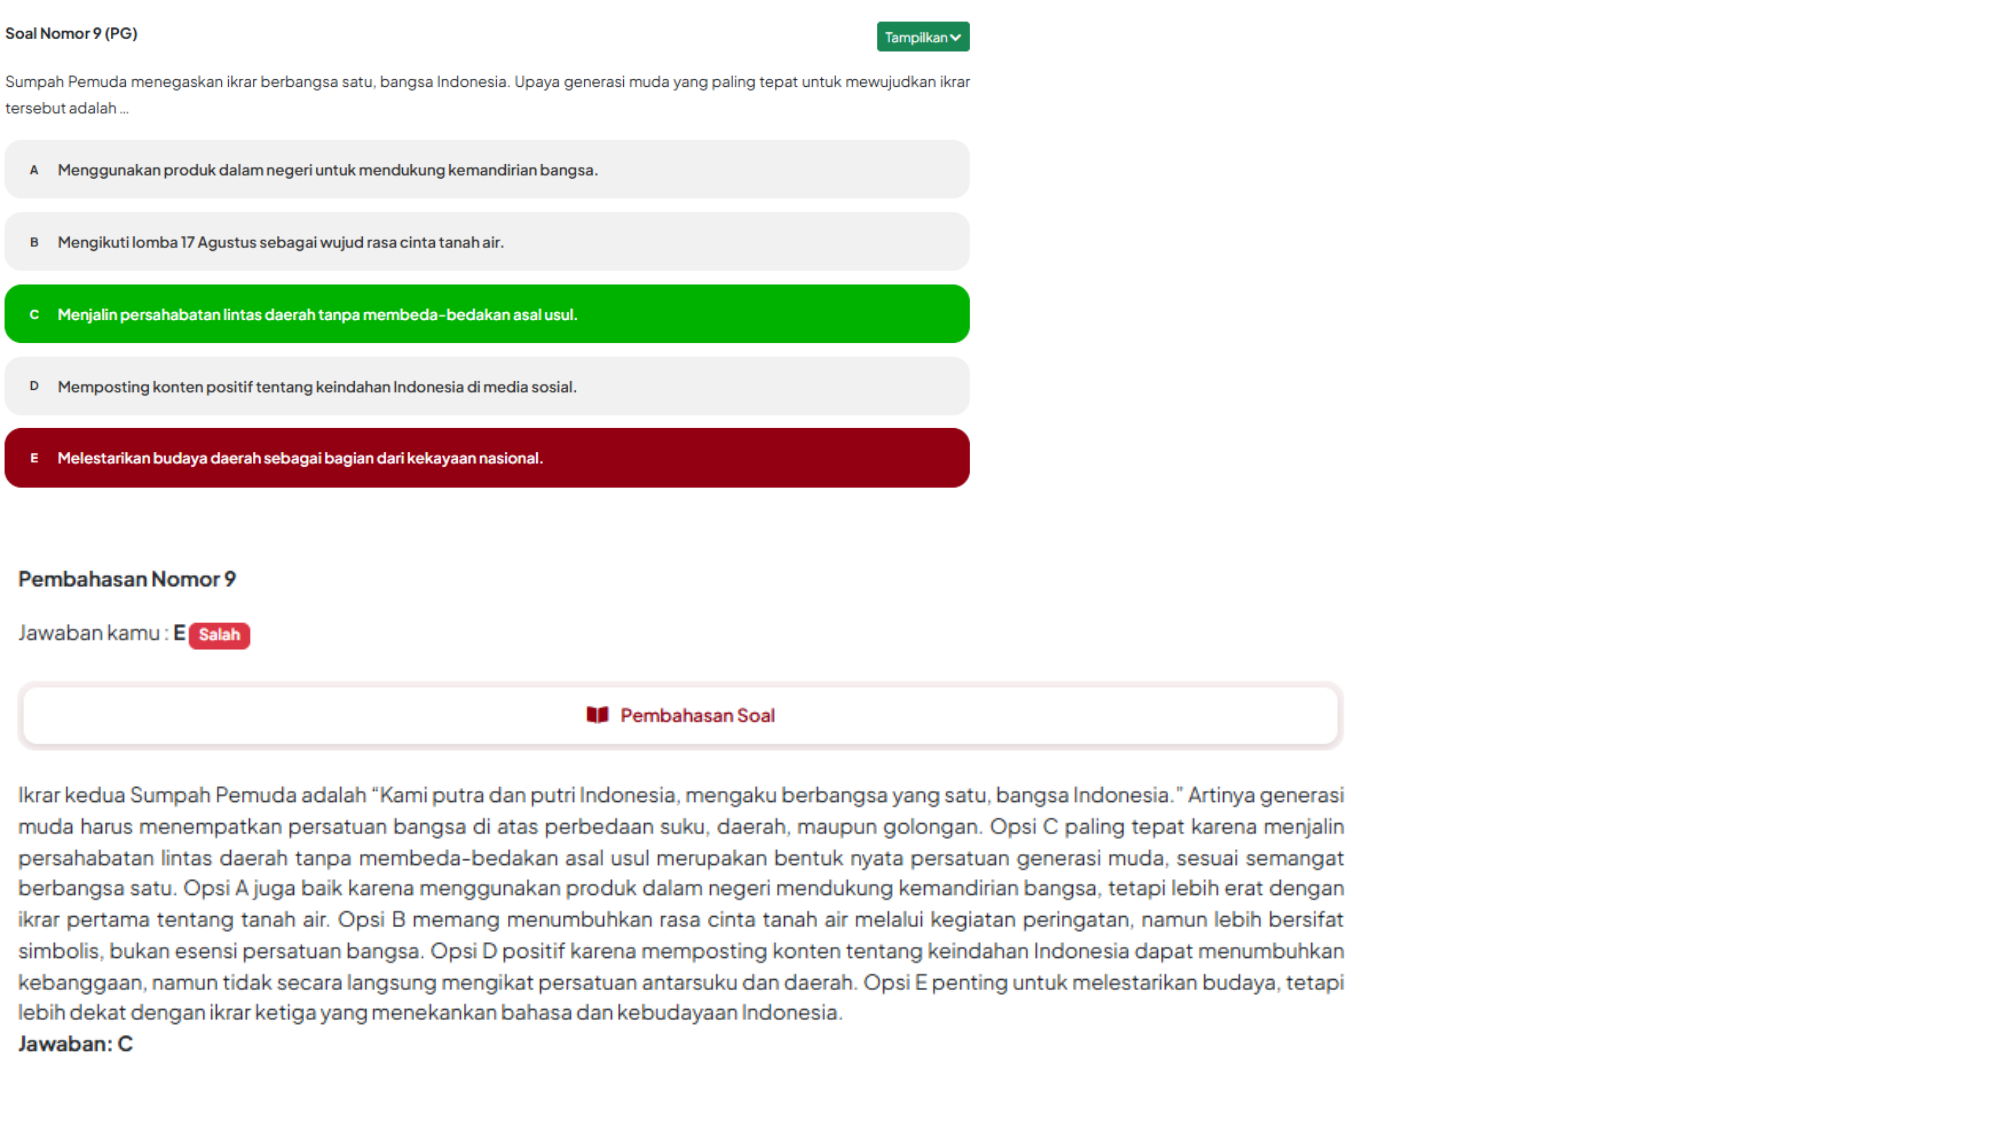 Soal Nomor 9 (PG)
Tampilkan
Sumpah Pemuda menegaskan ikrar berbangsa satu, bangsa Indonesia. Upaya generasi muda yang paling tepat untuk mewujudkan ikrar
tersebut adalah ...
A Menggunakan produk dalam negeri untuk mendukung kemandirian bangsa.
B Mengikuti lomba 17 Agustus sebagai wujud rasa cinta tanah air.
C Menjalin persahabatan lintas daerah tanpa membeda-bedakan asal usul.
D Memposting konten positif tentang keindahan Indonesia di media sosial.
E Melestarikan budaya daerah sebagai bagian dari kekayaan nasional.
Pembahasan Nomor 9
Jawaban kamu : E Salah
Pembahasan Soal
Ikrar kedua Sumpah Pemuda adalah “Kami putra dan putri Indonesia, mengaku berbangsa yang satu, bangsa Indonesia.” Artinya generasi
muda harus menempatkan persatuan bangsa di atas perbedaan suku, daerah, maupun golongan. Opsi C paling tepat karena menjalin
persahabatan lintas daerah tanpa membeda-bedakan asal usul merupakan bentuk nyata persatuan generasi muda, sesuai semangat
berbangsa satu. Opsi A juga baik karena menggunakan produk dalam negeri mendukung kemandirian bangsa, tetapi lebih erat dengan
ikrar pertama tentang tanah air. Opsi B memang menumbuhkan rasa cinta tanah air melalui kegiatan peringatan, namun lebih bersifat
simbolis, bukan esensi persatuan bangsa. Opsi D positif karena memposting konten tentang keindahan Indonesia dapat menumbuhkan
kebanggaan, namun tidak secara langsung mengikat persatuan antarsuku dan daerah. Opsi E penting untuk melestarikan budaya, tetapi
lebih dekat dengan ikrar ketiga yang menekankan bahasa dan kebudayaan Indonesia.
Jawaban: C